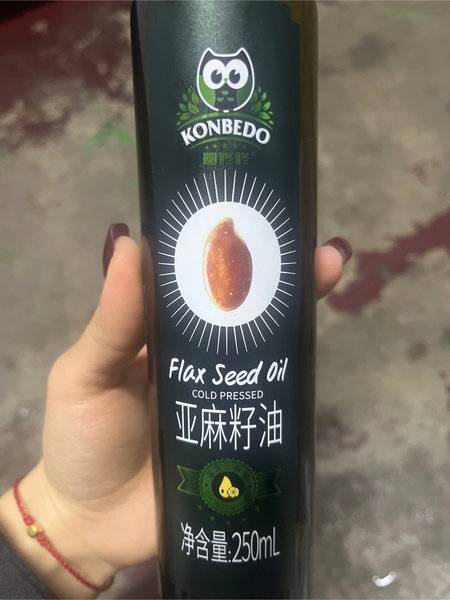 KONBEDO
Flax Seed Oil
COLD PRESSED
亚麻籽油
净含量:250mL